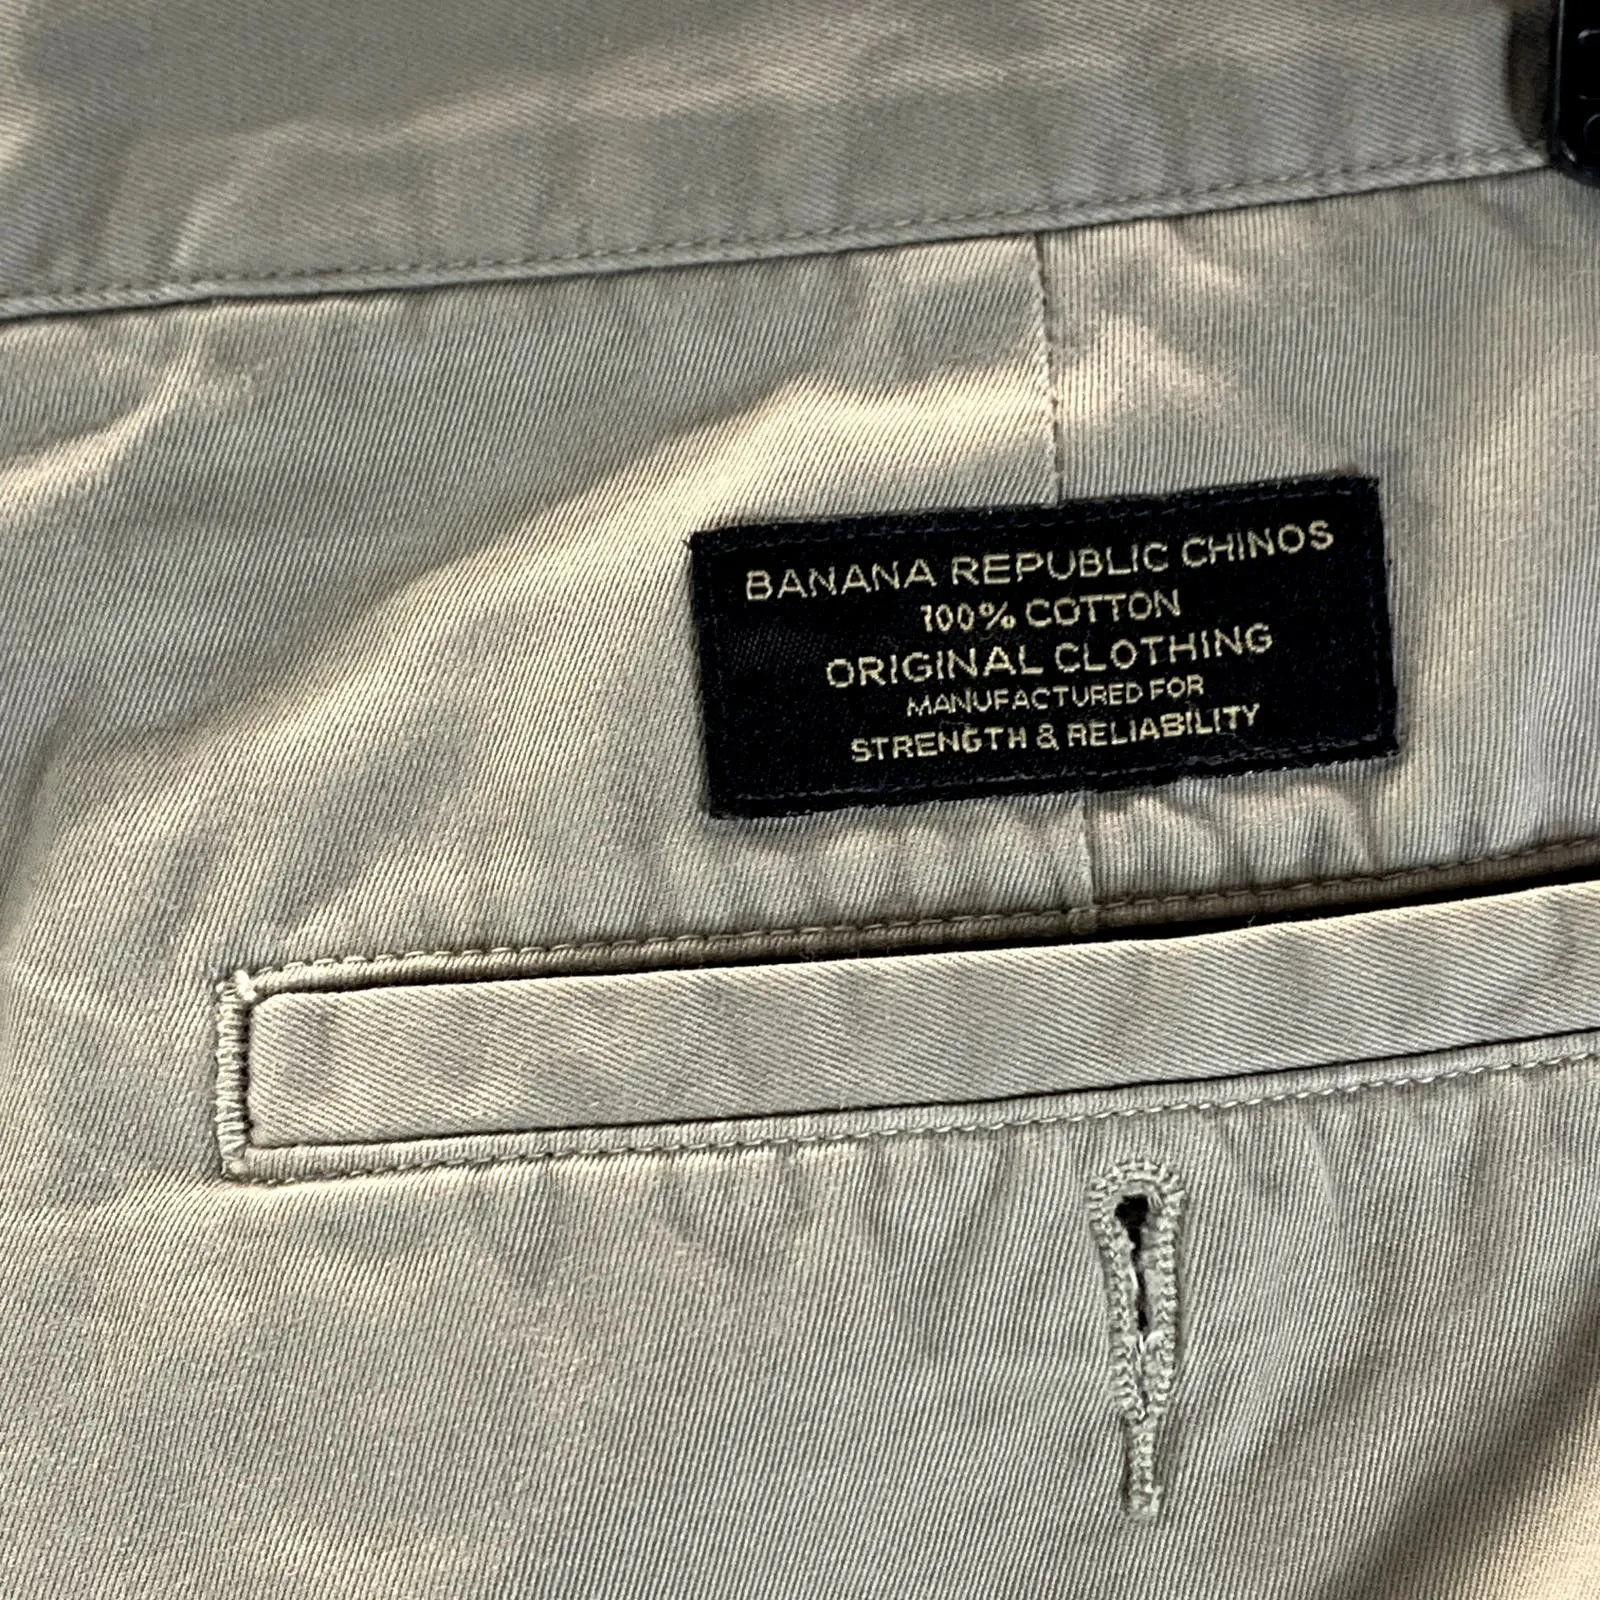 BANANA REPUBLIC CHINOS
100% COTTON
ORIGINAL CLOTHING
MANUFACTURED FOR
STRENGTH & RELIABILITY